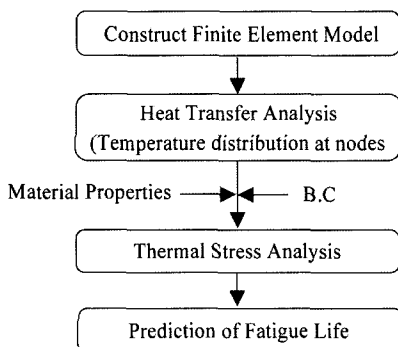 Construct Finite Element Model
Heat Transfer Analysis
(Temperature distribution at nodes
Material Properties B.C
Thermal Stress Analysis
Prediction of Fatigue Life